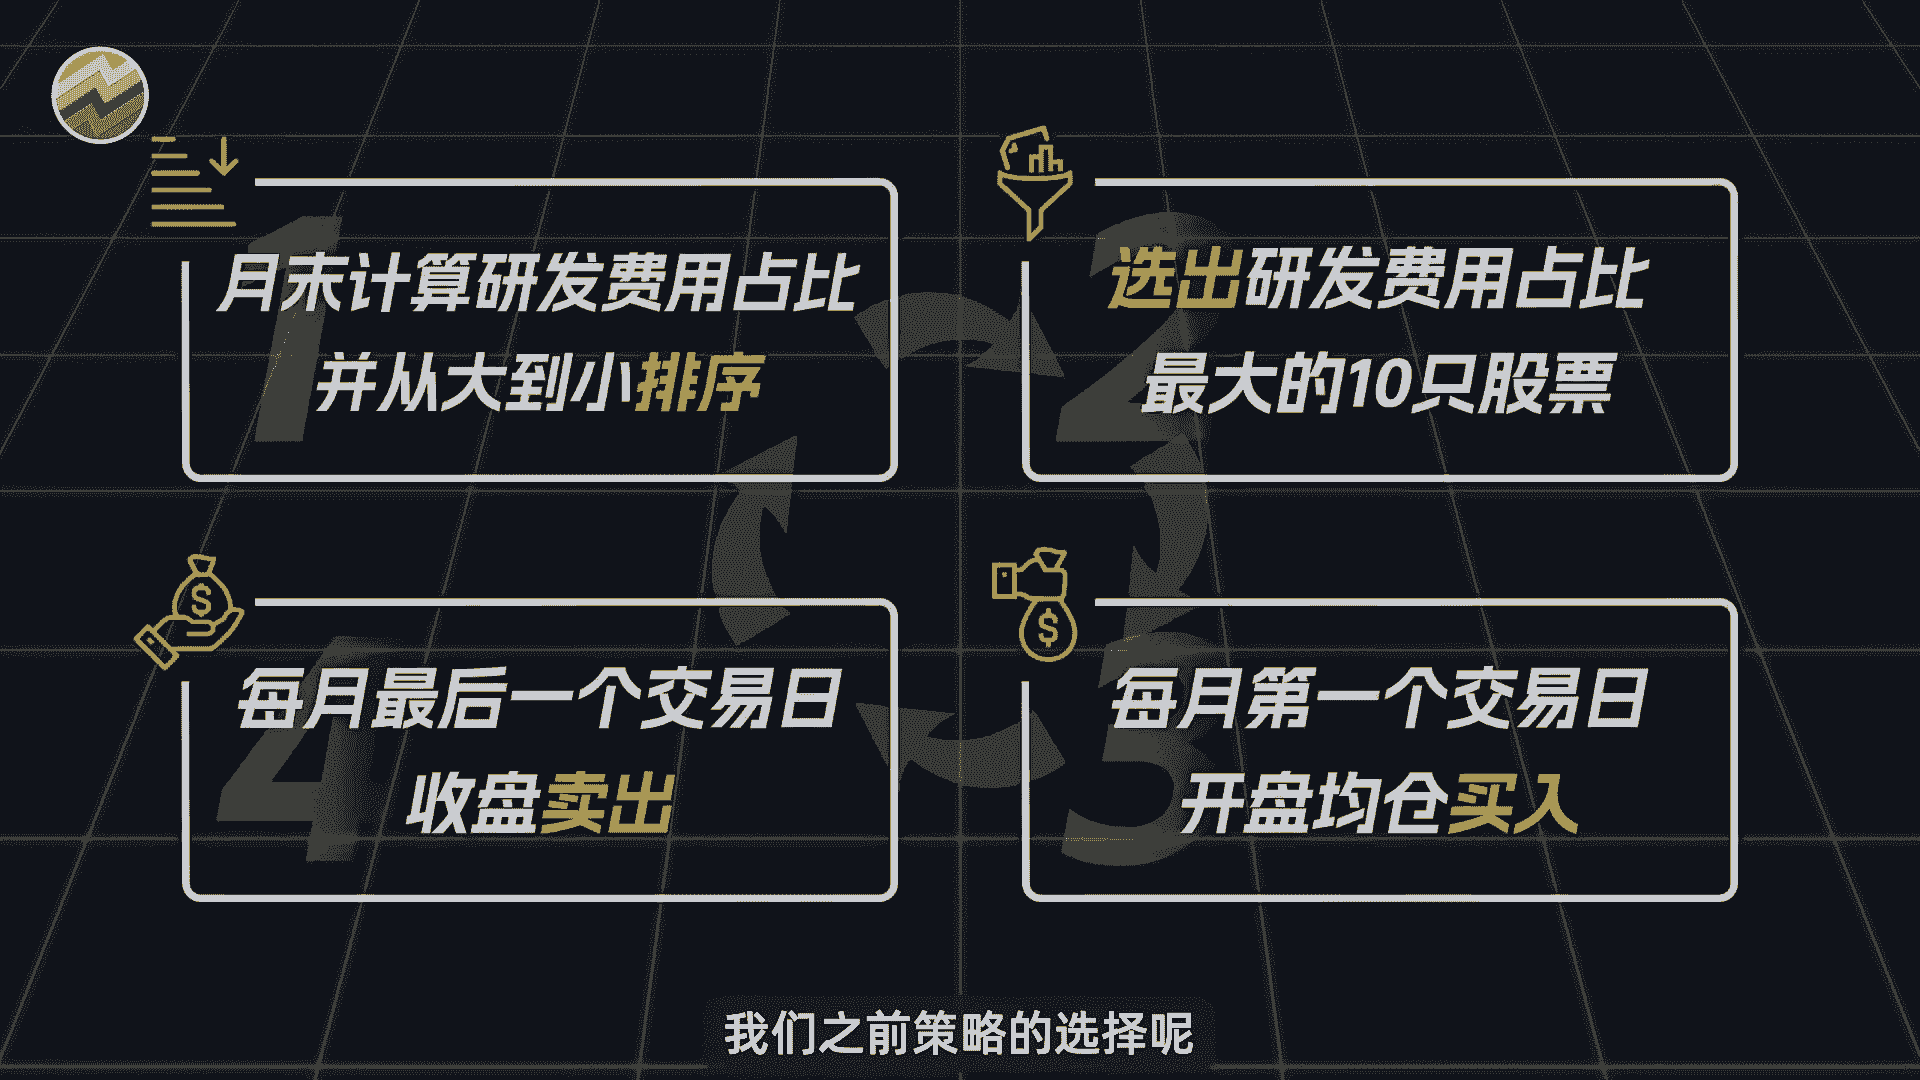 1
月末计算研发费用占比
并从大到小排序
2
选出研发费用占比
最大的10只股票
3
每月第一个交易日
开盘均仓买入
4
每月最后一个交易日
收盘卖出
我们之前策略的选择呢